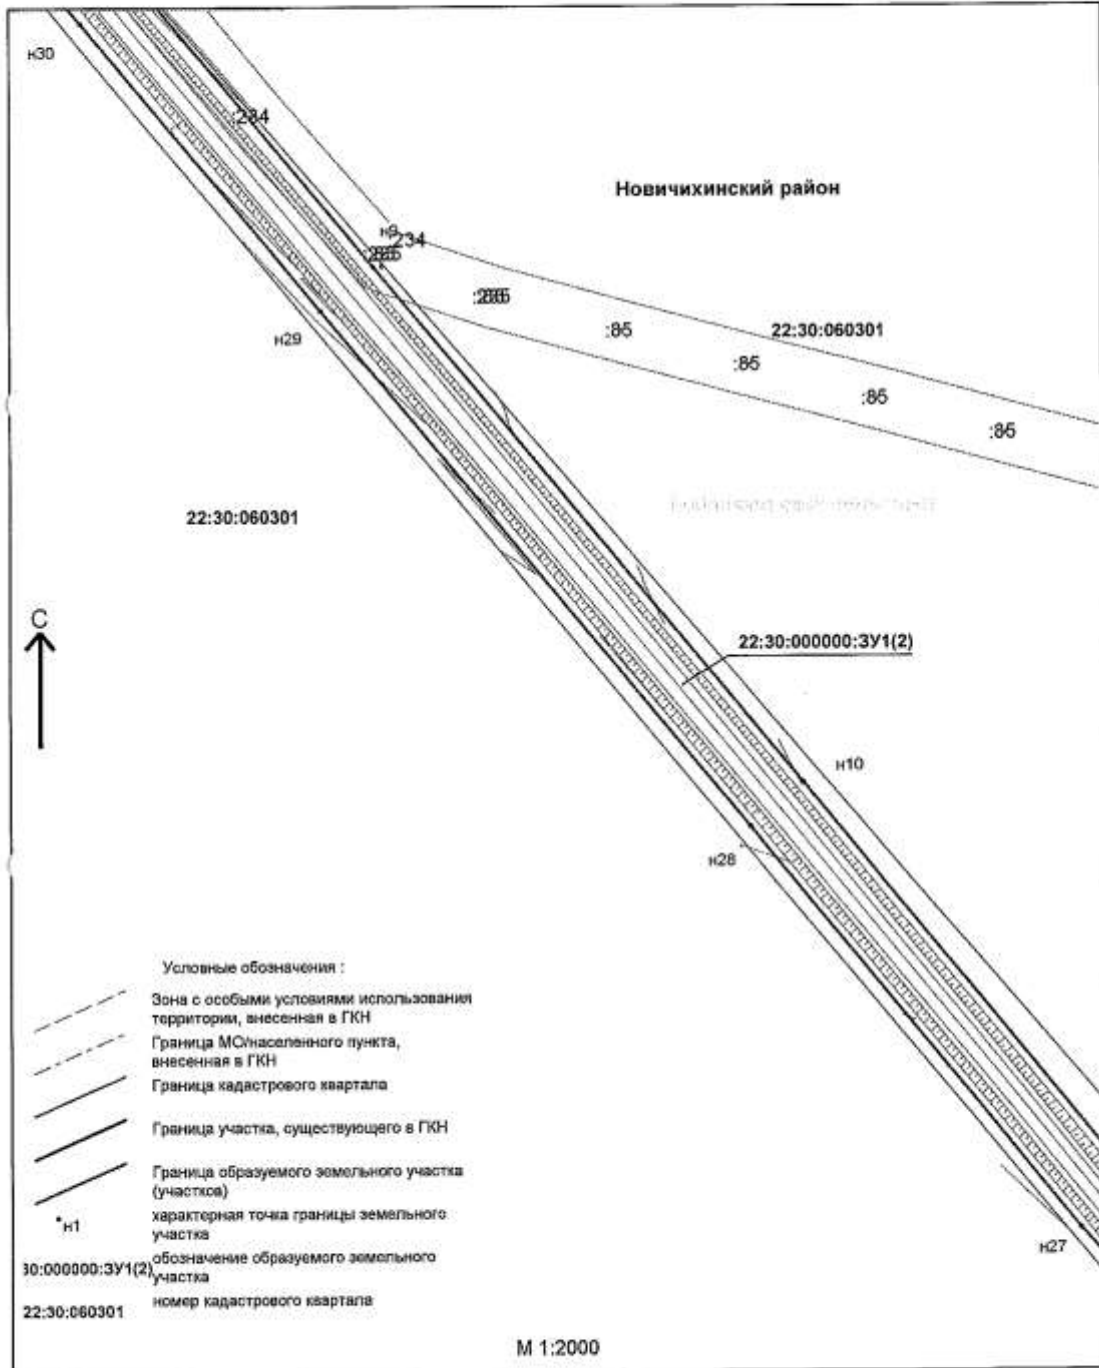 н30
:284
Новичихинский район
н9
:234
22:30:060301
:85
:85
:85
:85
н29
22:30:060301
С
22:30:000000:ЗУ1(2)
н10
н28
Условные обозначения :
Зона с особыми условиями использования
территории, внесенная в ГКН
Граница МО/населенного пункта,
внесенная в ГКН
Граница кадастрового квартала
Граница участка, существующего в ГКН
Граница образуемого земельного участка
(участков)
н1
характерная точка границы земельного
участка
30:000000:ЗУ1(2)
обозначение образуемого земельного
участка
22:30:060301
номер кадастрового квартала
н27
М 1:2000